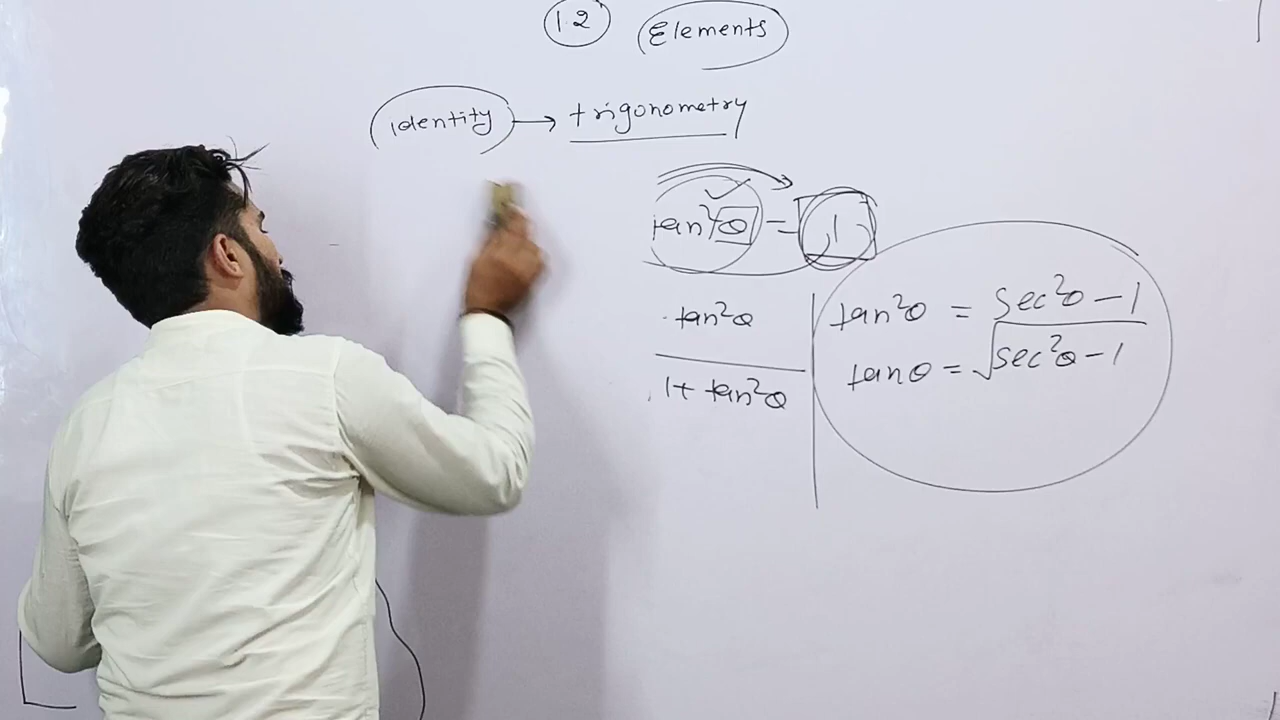 12 Elements
identity → trigonometry
tan²θ = 1
tan²θ
1 + tan²θ
tan²θ = sec²θ - 1
tanθ = √sec²θ - 1